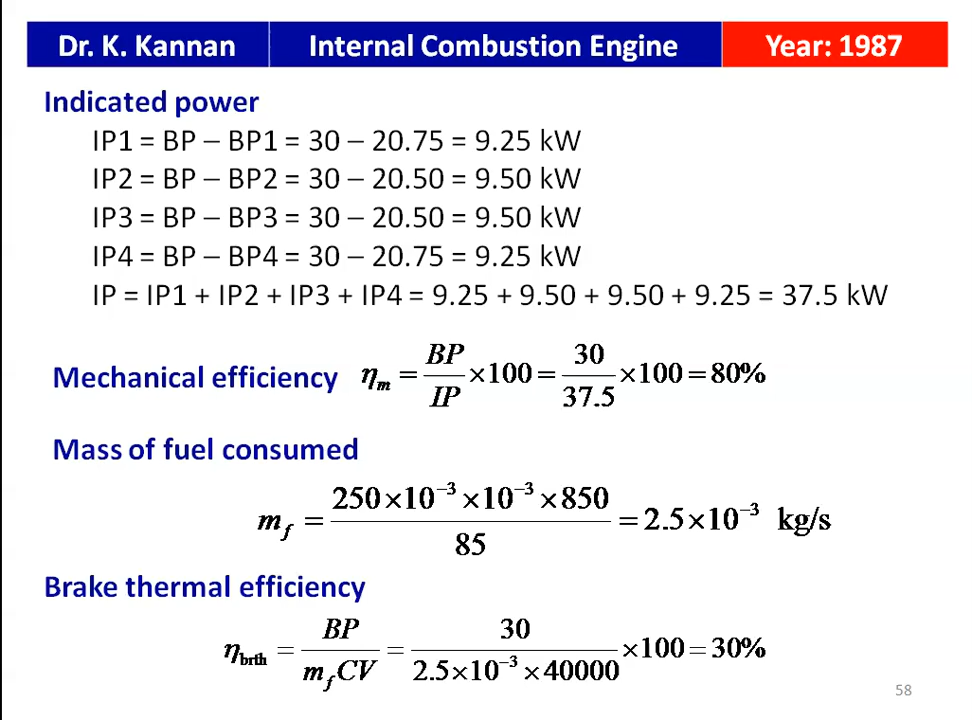 Dr. K. Kannan Internal Combustion Engine Year: 1987
Indicated power
IP1 = BP – BP1 = 30 – 20.75 = 9.25 kW
IP2 = BP – BP2 = 30 – 20.50 = 9.50 kW
IP3 = BP – BP3 = 30 – 20.50 = 9.50 kW
IP4 = BP – BP4 = 30 – 20.75 = 9.25 kW
IP = IP1 + IP2 + IP3 + IP4 = 9.25 + 9.50 + 9.50 + 9.25 = 37.5 kW
Mechanical efficiency η_m = BP/IP ×100 = 30/37.5 ×100 = 80%
Mass of fuel consumed
m_f = (250×10⁻³×10⁻³×850)/85 = 2.5×10⁻³ kg/s
Brake thermal efficiency
η_brth = BP/(m_f CV) = 30/(2.5×10⁻³×40000) ×100 = 30%
58